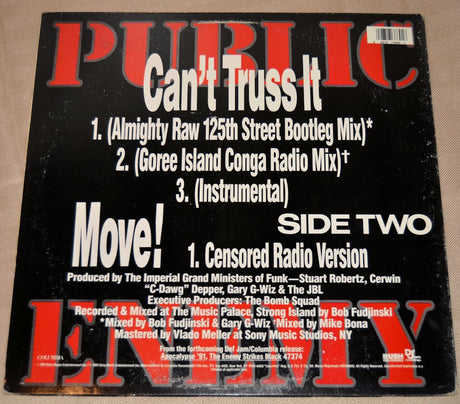 PUBLIC
Can't Truss It
1. (Almighty Raw 125th Street Bootleg Mix)*
2. (Goree Island Conga Radio Mix)†
3. (Instrumental)
SIDE TWO
Move!
1. Censored Radio Version
Produced by The Imperial Grand Ministers of Funk—Stuart Robertz, Cerwin
"C-Dawg" Depper, Gary G-Wiz & The JBL
Executive Producers: The Bomb Squad
Recorded & Mixed at The Music Palace, Strong Island by Bob Fudjinski
*Mixed by Bob Fudjinski & Gary G-Wiz †Mixed by Mike Bona
Mastered by Vlado Meller at Sony Music Studios, NY
ENEMY
From the forthcoming Def Jam/Columbia release:
Apocalypse '91, The Enemy Strikes Black 47374
COLUMBIA